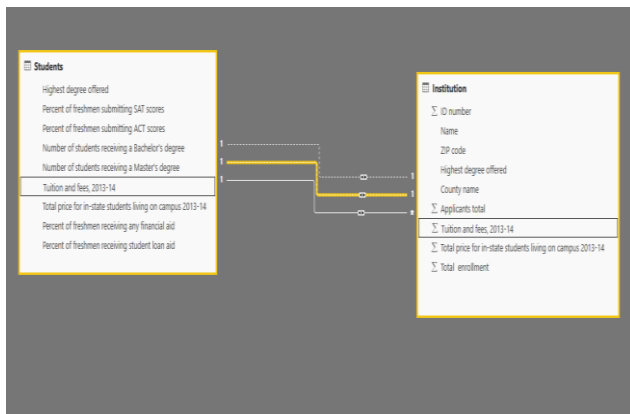 Students
Highest degree offered
Percent of freshmen submitting SAT scores
Percent of freshmen submitting ACT scores
Number of students receiving a Bachelor's degree
Number of students receiving a Master's degree
Tuition and fees, 2013-14
Total price for in-state students living on campus 2013-14
Percent of freshmen receiving any financial aid
Percent of freshmen receiving student loan aid
1
1
1
1
1
*
Institution
∑ ID number
Name
ZIP code
Highest degree offered
County name
∑ Applicants total
∑ Tuition and fees, 2013-14
∑ Total price for in-state students living on campus 2013-14
∑ Total enrollment